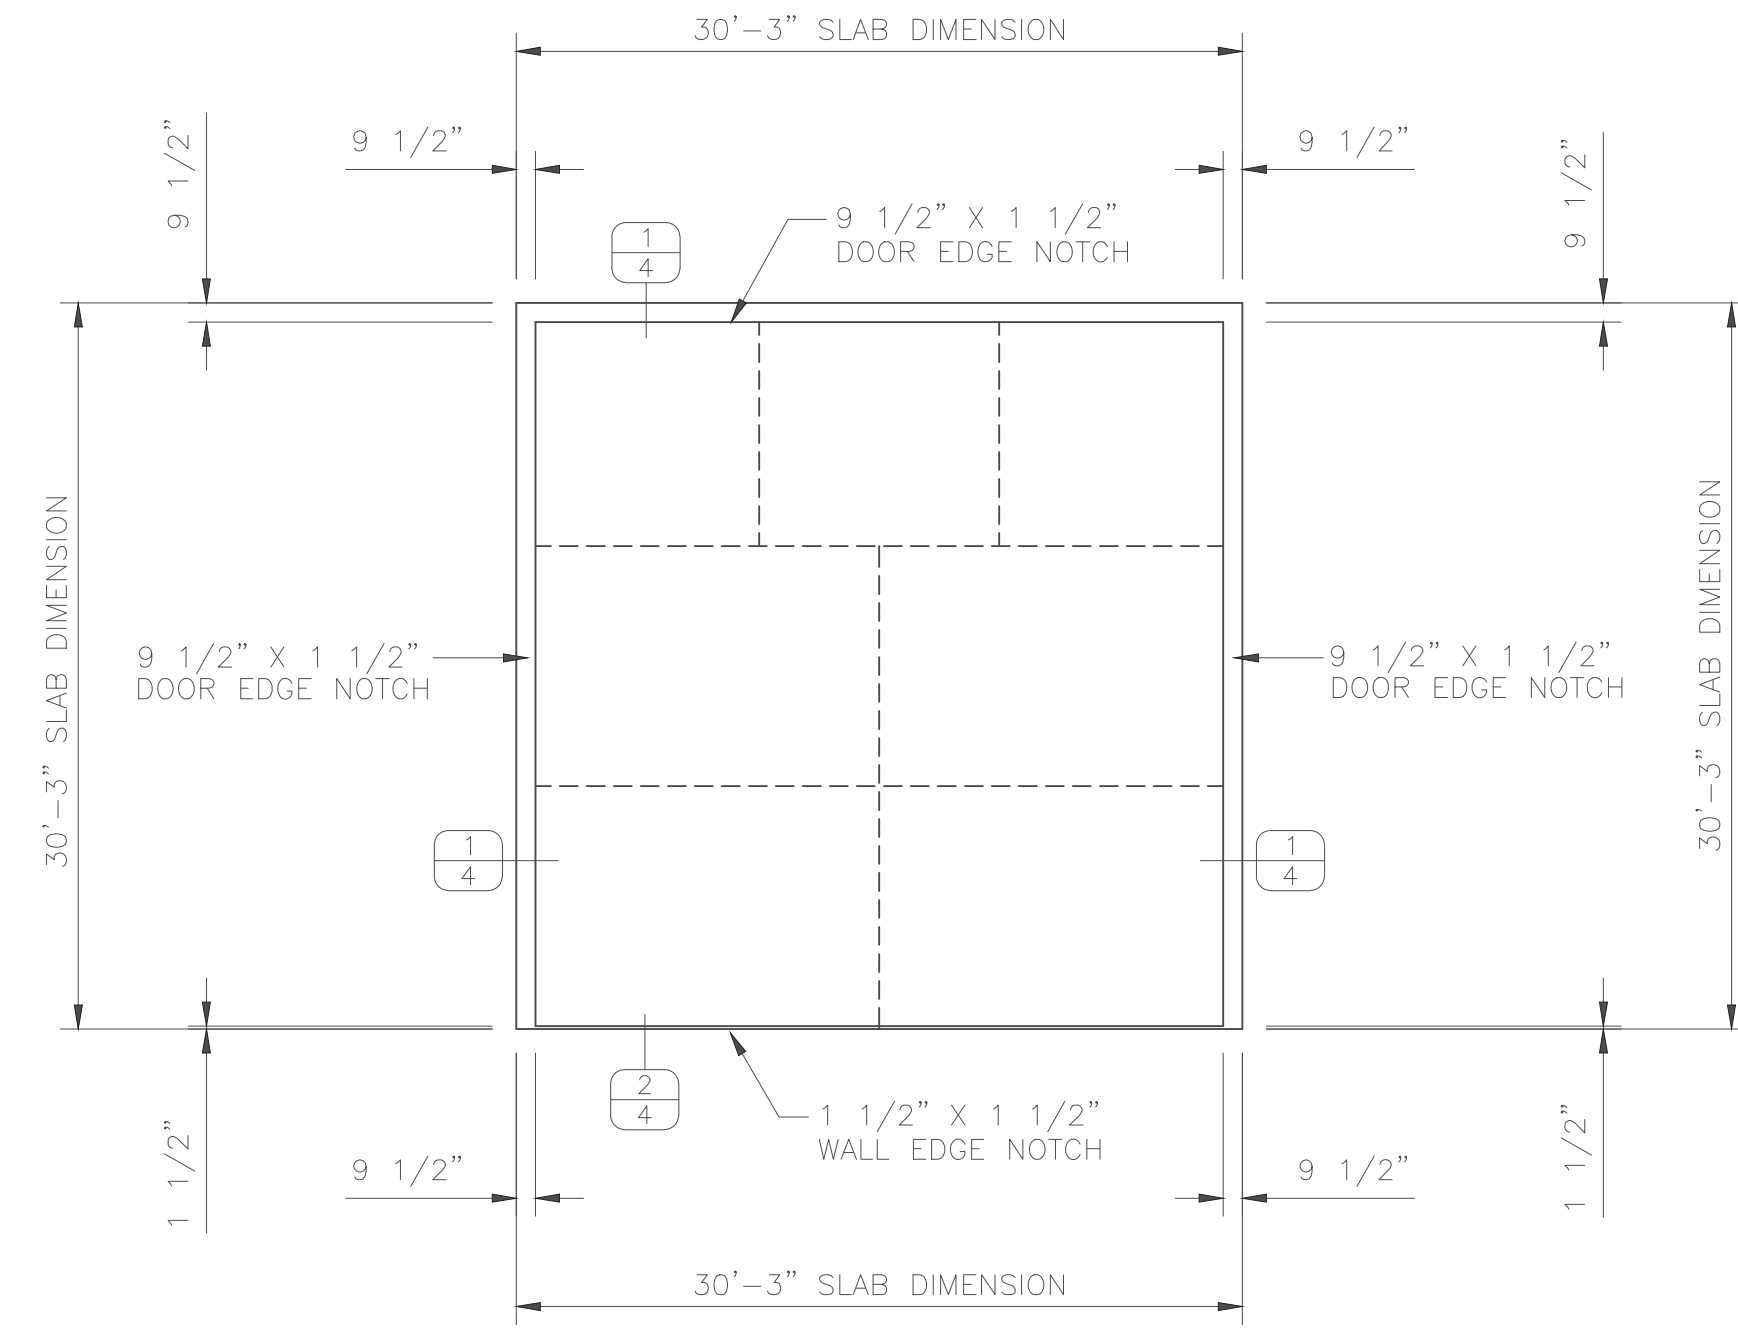 30’-3” SLAB DIMENSION
9 1/2”
9 1/2”
9 1/2”
9 1/2”
9 1/2” X 1 1/2”
DOOR EDGE NOTCH
1
4
30’-3” SLAB DIMENSION
30’-3” SLAB DIMENSION
9 1/2” X 1 1/2”
DOOR EDGE NOTCH
9 1/2” X 1 1/2”
DOOR EDGE NOTCH
1
4
1
4
2
4
1 1/2” X 1 1/2”
WALL EDGE NOTCH
1 1/2”
9 1/2”
9 1/2”
1 1/2”
30’-3” SLAB DIMENSION